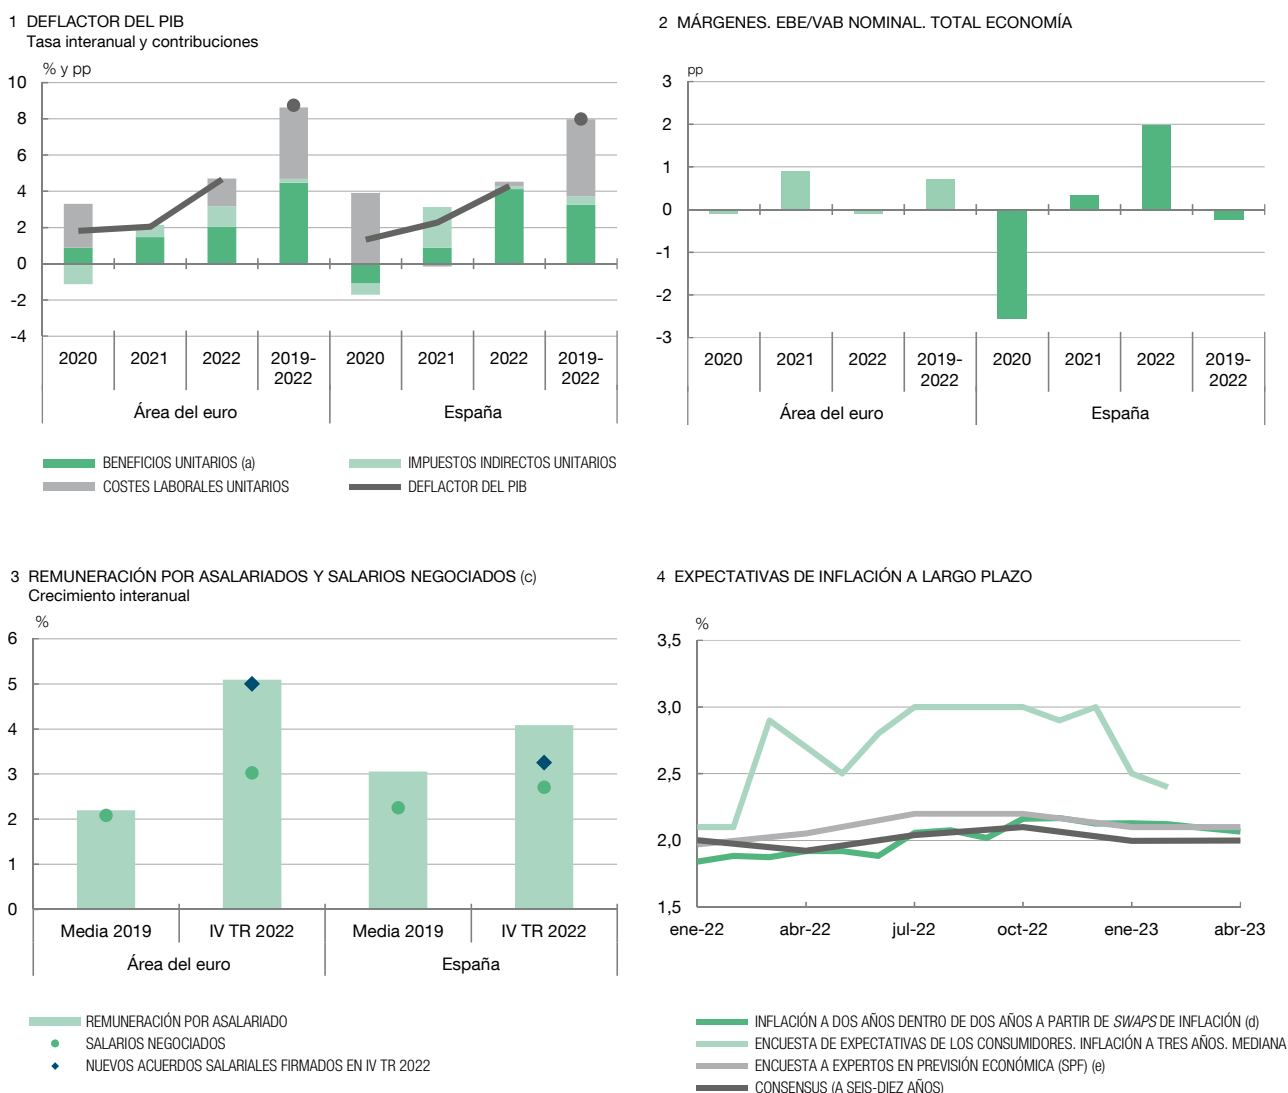 1 DEFLACTOR DEL PIB
Tasa interanual y contribuciones
% y pp
10
8
6
4
2
0
-2
-4
2020
2021
2022
2019-
2022
2020
2021
2022
2019-
2022
Área del euro
España
BENEFICIOS UNITARIOS (a)
IMPUESTOS INDIRECTOS UNITARIOS
COSTES LABORALES UNITARIOS
DEFLACTOR DEL PIB
2 MÁRGENES. EBE/VAB NOMINAL. TOTAL ECONOMÍA
pp
3
2
1
0
-1
-2
-3
2020
2021
2022
2019-
2022
2020
2021
2022
2019-
2022
Área del euro
España
3 REMUNERACIÓN POR ASALARIADOS Y SALARIOS NEGOCIADOS (c)
Crecimiento interanual
%
6
5
4
3
2
1
0
Media 2019
IV TR 2022
Media 2019
IV TR 2022
Área del euro
España
REMUNERACIÓN POR ASALARIADO
SALARIOS NEGOCIADOS
NUEVOS ACUERDOS SALARIALES FIRMADOS EN IV TR 2022
4 EXPECTATIVAS DE INFLACIÓN A LARGO PLAZO
%
3,5
3,0
2,5
2,0
1,5
ene-22
abr-22
jul-22
oct-22
ene-23
abr-23
INFLACIÓN A DOS AÑOS DENTRO DE DOS AÑOS A PARTIR DE SWAPS DE INFLACIÓN (d)
ENCUESTA DE EXPECTATIVAS DE LOS CONSUMIDORES. INFLACIÓN A TRES AÑOS. MEDIANA
ENCUESTA A EXPERTOS EN PREVISIÓN ECONÓMICA (SPF) (e)
CONSENSUS (A SEIS-DIEZ AÑOS)